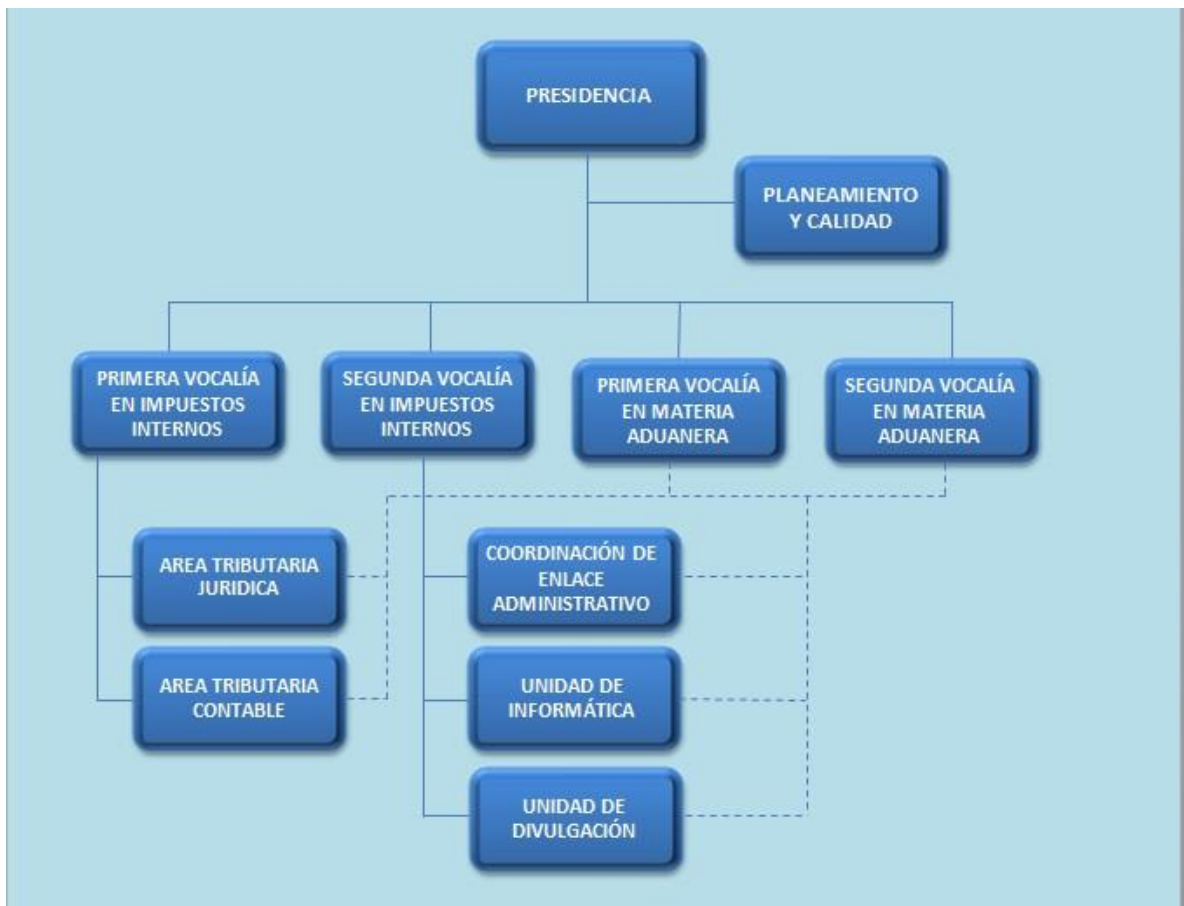 PRESIDENCIA
PLANEAMIENTO
Y CALIDAD
PRIMERA VOCALÍA
EN IMPUESTOS
INTERNOS
SEGUNDA VOCALÍA
EN IMPUESTOS
INTERNOS
PRIMERA VOCALÍA
EN MATERIA
ADUANERA
SEGUNDA VOCALÍA
EN MATERIA
ADUANERA
AREA TRIBUTARIA
JURIDICA
COORDINACIÓN DE
ENLACE
ADMINISTRATIVO
AREA TRIBUTARIA
CONTABLE
UNIDAD DE
INFORMÁTICA
UNIDAD DE
DIVULGACIÓN